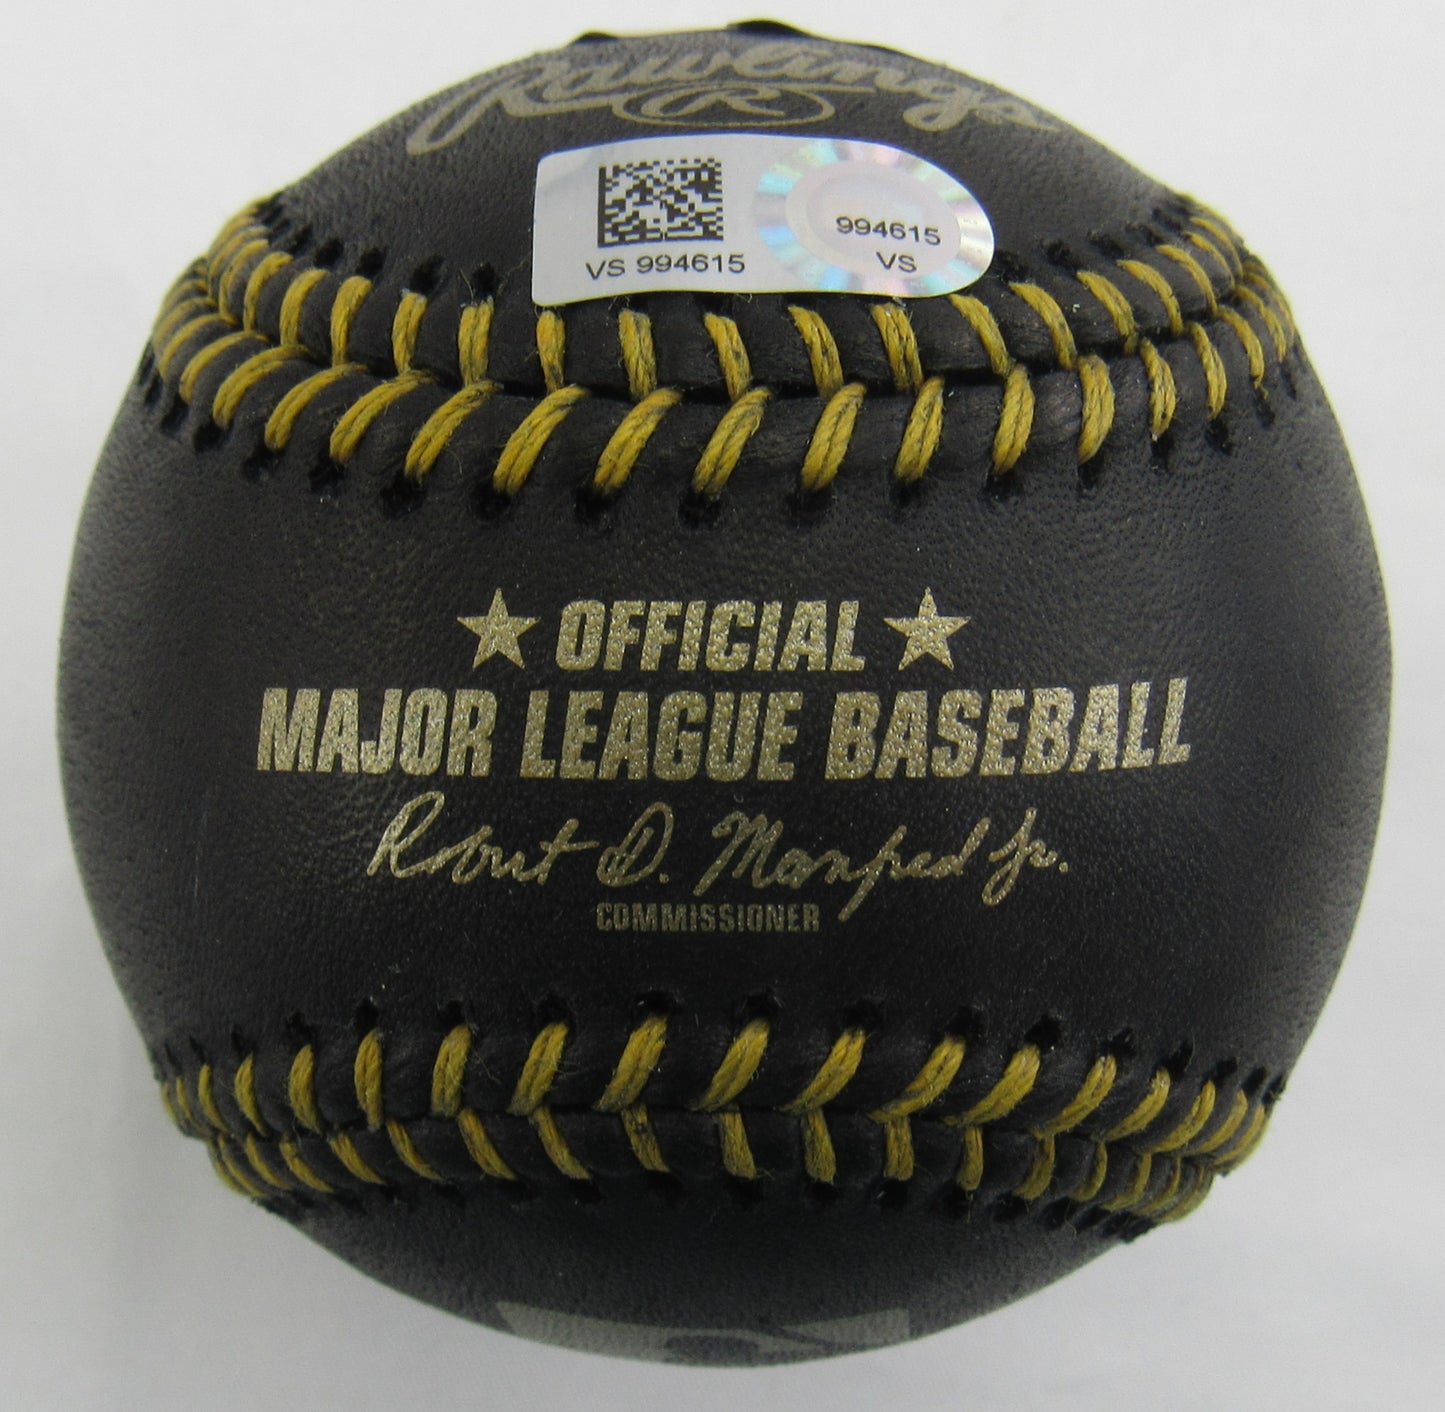 Rawlings
R
VS 994615
994615
VS
★ OFFICIAL ★
MAJOR LEAGUE BASEBALL
Robert D. Manfred Jr.
COMMISSIONER